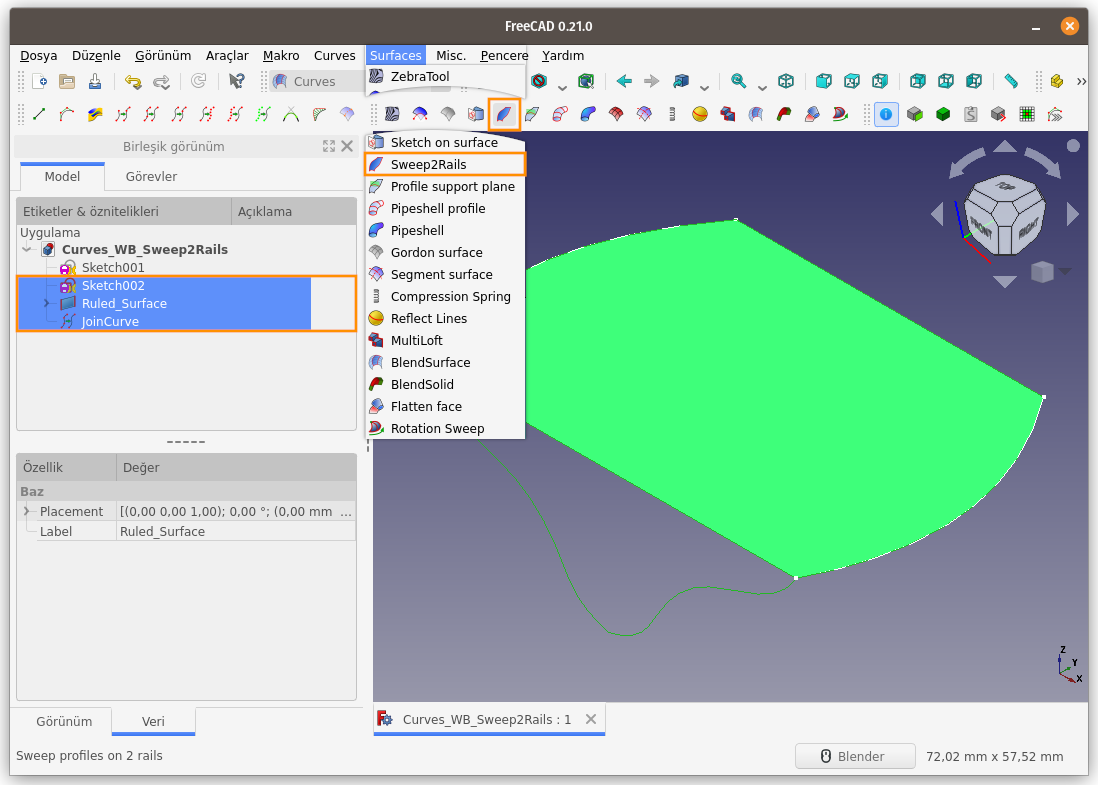 FreeCAD 0.21.0
Dosya Düzenle Görünüm Araçlar Makro Curves Surfaces Misc. Pencere Yardım
Curves
ZebraTool
Sketch on surface
Sweep2Rails
Profile support plane
Pipeshell profile
Pipeshell
Gordon surface
Segment surface
Compression Spring
Reflect Lines
MultiLoft
BlendSurface
BlendSolid
Flatten face
Rotation Sweep
Birleşik görünüm
Model Görevler
Etiketler & öznitelikleri Açıklama
Uygulama
Curves_WB_Sweep2Rails
Sketch001
Sketch002
Ruled_Surface
JoinCurve
Özellik Değer
Baz
Placement [(0,00 0,00 1,00); 0,00 °; (0,00 mm ...
Label Ruled_Surface
Görünüm Veri
TOP
FRONT RIGHT
Z
Y
X
Curves_WB_Sweep2Rails : 1
Sweep profiles on 2 rails
Blender 72,02 mm x 57,52 mm